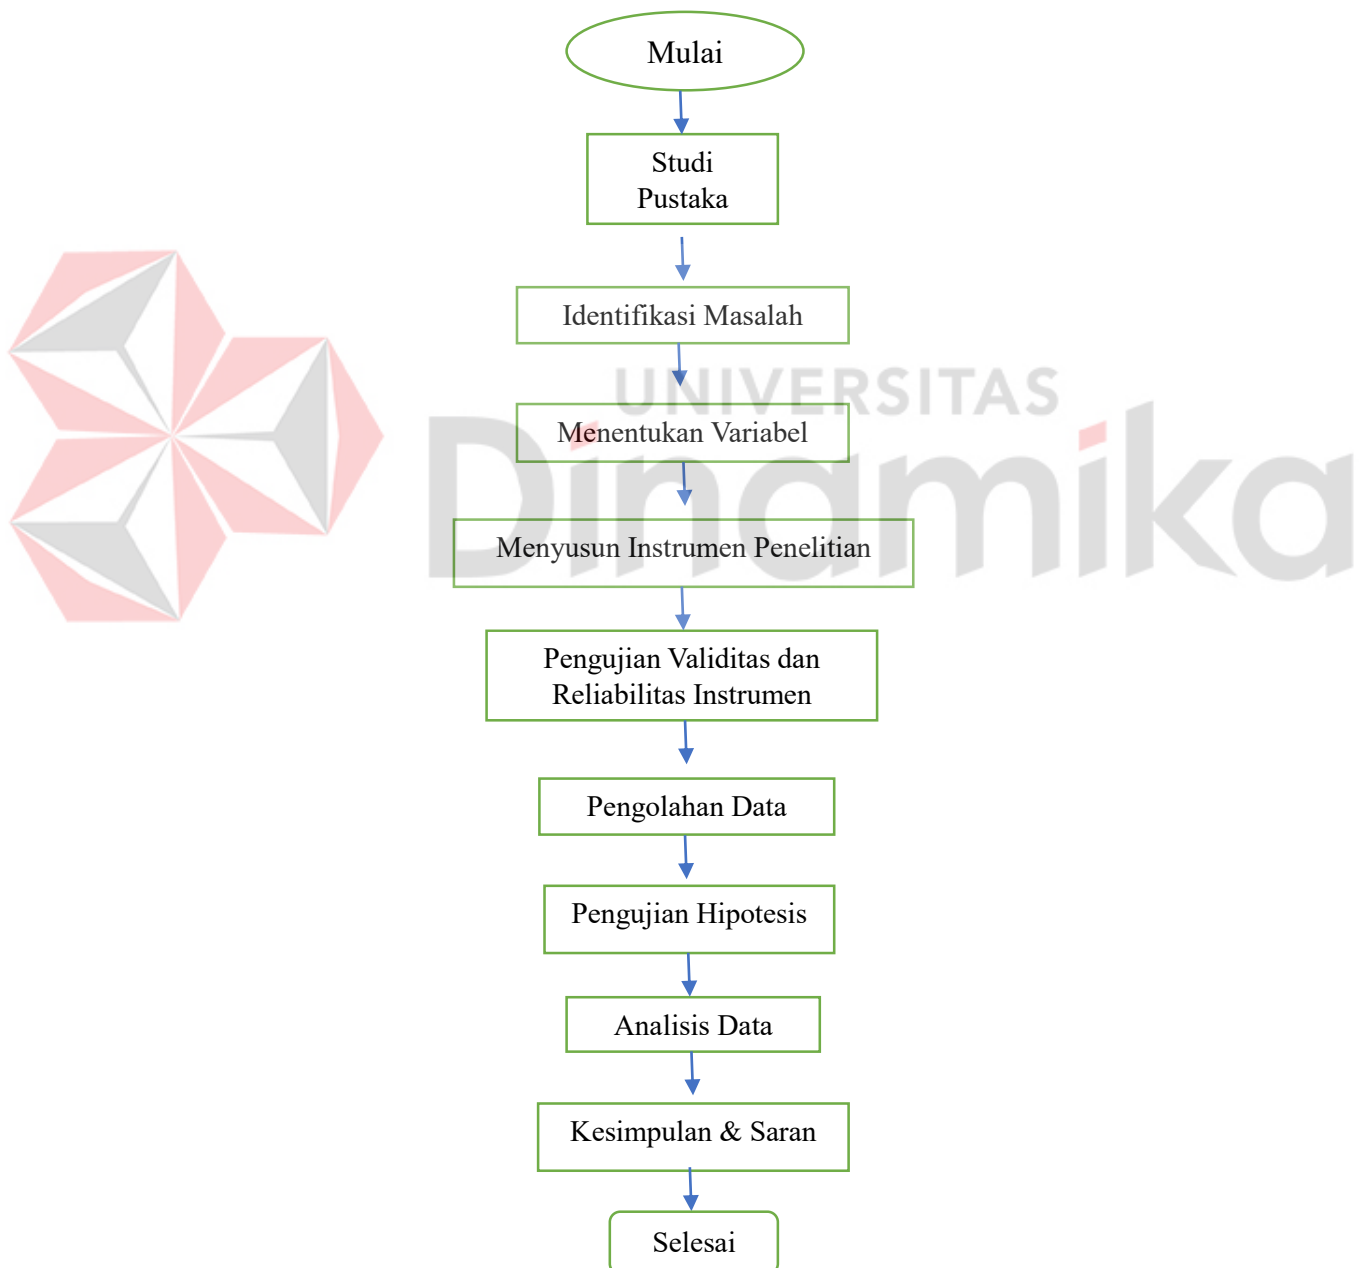 Mulai
Studi
Pustaka
Identifikasi Masalah
UNIVERSITAS
Dinamika
Menentukan Variabel
Menyusun Instrumen Penelitian
Pengujian Validitas dan
Reliabilitas Instrumen
Pengolahan Data
Pengujian Hipotesis
Analisis Data
Kesimpulan & Saran
Selesai